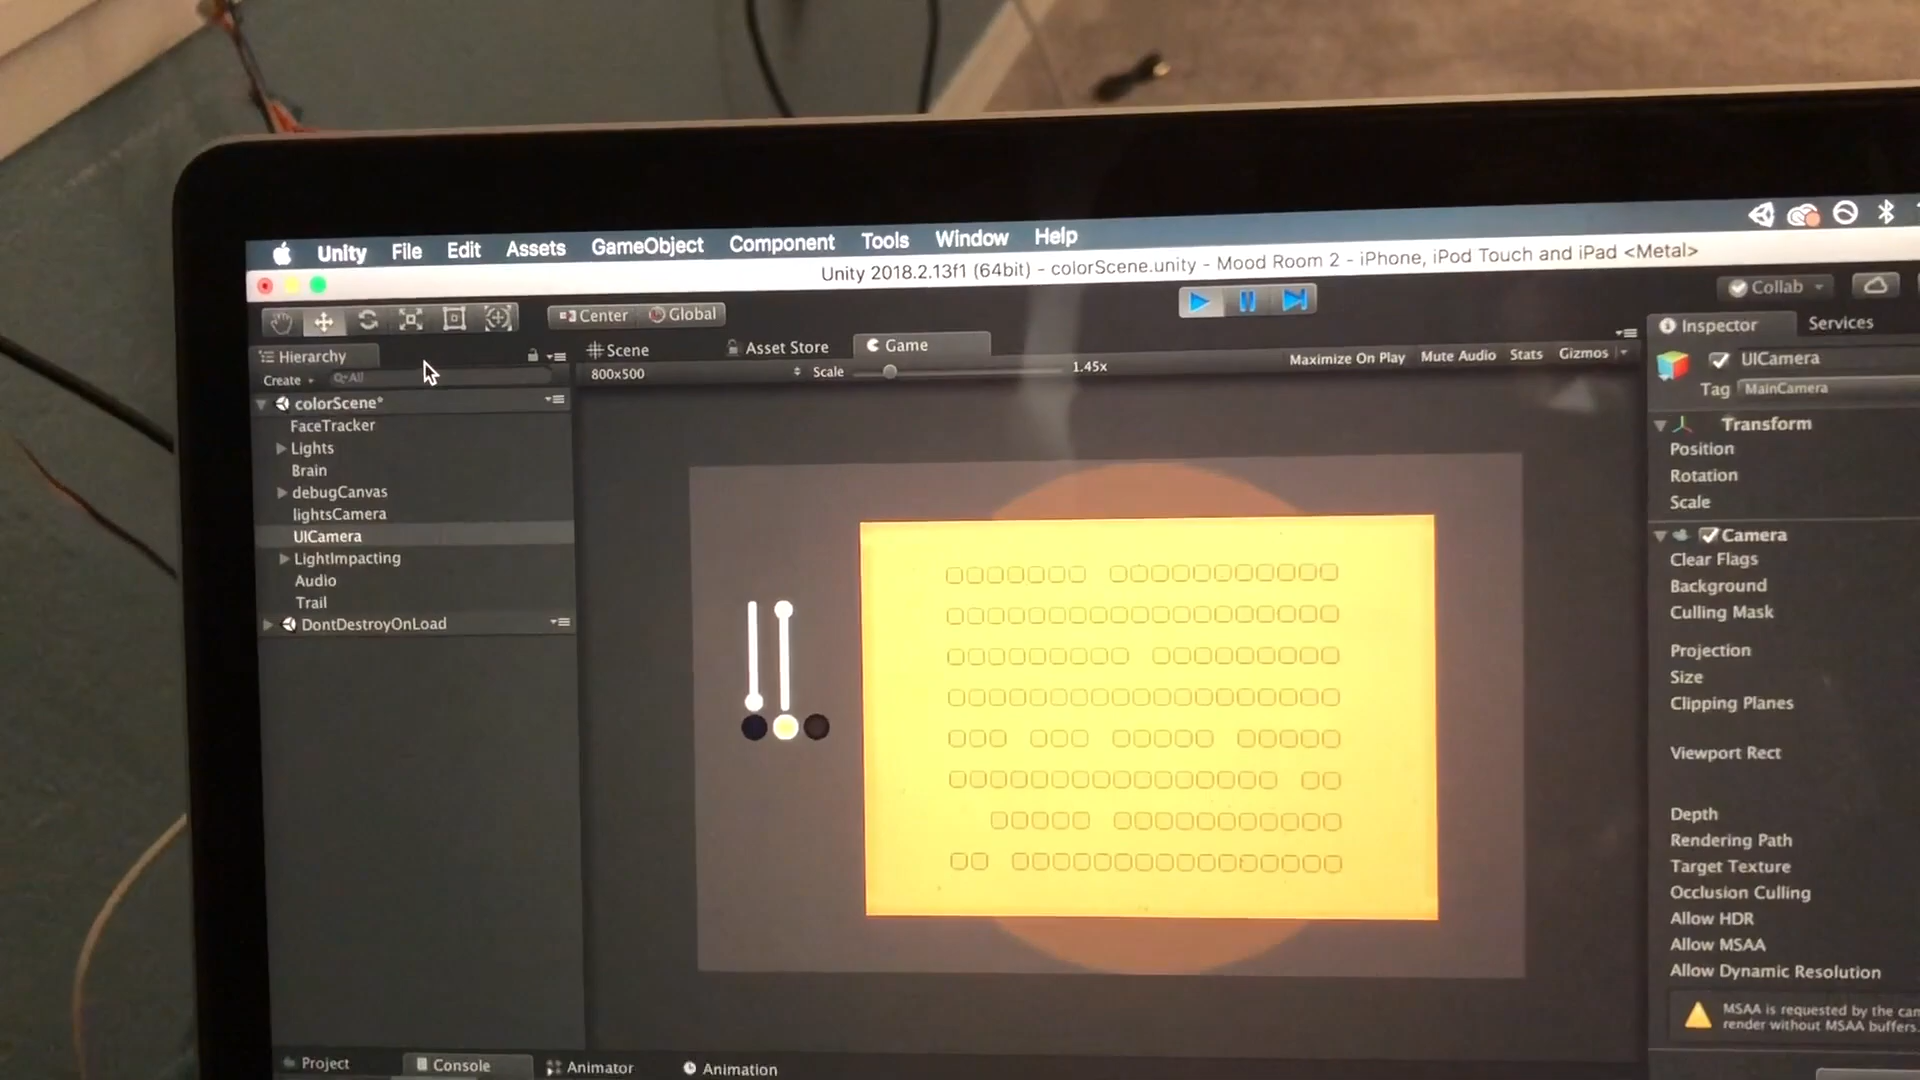 Unity File Edit Assets GameObject Component Tools Window Help
Unity 2018.2.13f1 (64bit) - colorScene.unity - Mood Room 2 - iPhone, iPod Touch and iPad <Metal>
Center Global
Collab
Hierarchy
Create All
colorScene*
FaceTracker
Lights
Brain
debugCanvas
lightsCamera
UICamera
LightImpacting
Audio
Trail
DontDestroyOnLoad
Scene Asset Store Game
800x500 Scale 1.45x Maximize On Play Mute Audio Stats Gizmos
Inspector Services
UICamera
Tag MainCamera
Transform
Position
Rotation
Scale
Camera
Clear Flags
Background
Culling Mask
Projection
Size
Clipping Planes
Viewport Rect
Depth
Rendering Path
Target Texture
Occlusion Culling
Allow HDR
Allow MSAA
Allow Dynamic Resolution
MSAA is requested by the
render without MSAA buffers.
Project Console Animator Animation